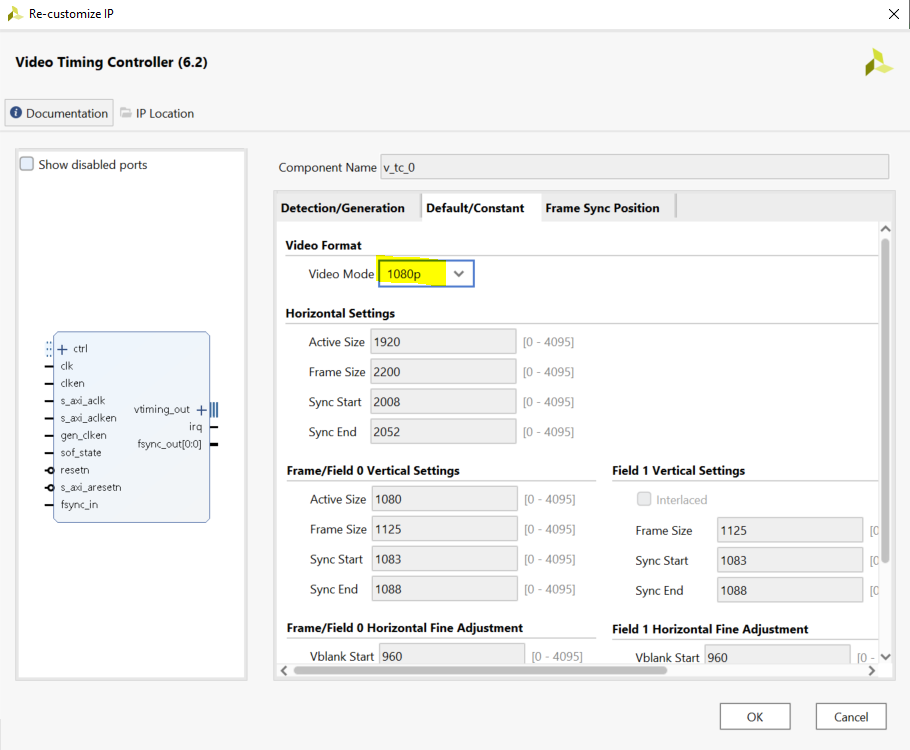 Re-customize IP
Video Timing Controller (6.2)
Documentation
IP Location
Show disabled ports
ctrl
clk
clken
s_axi_aclk
s_axi_aclken
gen_clken
sof_state
resetn
s_axi_aresetn
fsync_in
vtiming_out
irq
fsync_out[0:0]
Component Name v_tc_0
Detection/Generation Default/Constant Frame Sync Position
Video Format
Video Mode 1080p
Horizontal Settings
Active Size 1920 [0 - 4095]
Frame Size 2200 [0 - 4095]
Sync Start 2008 [0 - 4095]
Sync End 2052 [0 - 4095]
Frame/Field 0 Vertical Settings
Active Size 1080 [0 - 4095]
Frame Size 1125 [0 - 4095]
Sync Start 1083 [0 - 4095]
Sync End 1088 [0 - 4095]
Field 1 Vertical Settings
Interlaced
Frame Size 1125 [0
Sync Start 1083 [0
Sync End 1088 [0
Frame/Field 0 Horizontal Fine Adjustment
Vblank Start 960 [0 - 4095]
Field 1 Horizontal Fine Adjustment
Vblank Start 960 [0 -
OK
Cancel